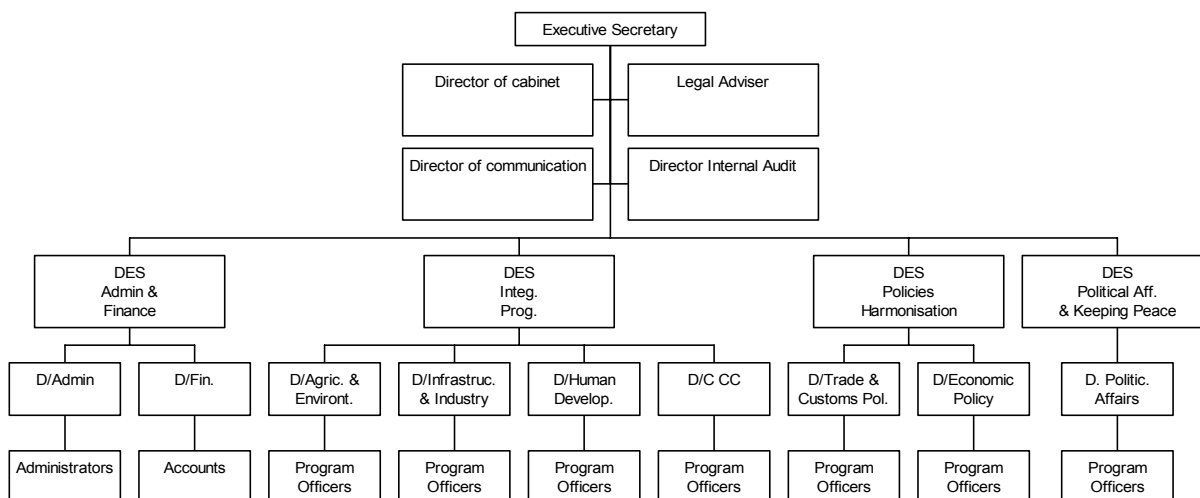 Executive Secretary
Director of cabinet
Legal Adviser
Director of communication
Director Internal Audit
DES
Admin &
Finance
DES
Integ.
Prog.
DES
Policies
Harmonisation
DES
Political Aff.
& Keeping Peace
D/Admin
D/Fin.
D/Agric. &
Environt.
D/Infrastruc.
& Industry
D/Human
Develop.
D/C CC
D/Trade &
Customs Pol.
D/Economic
Policy
D. Politic.
Affairs
Administrators
Accounts
Program
Officers
Program
Officers
Program
Officers
Program
Officers
Program
Officers
Program
Officers
Program
Officers